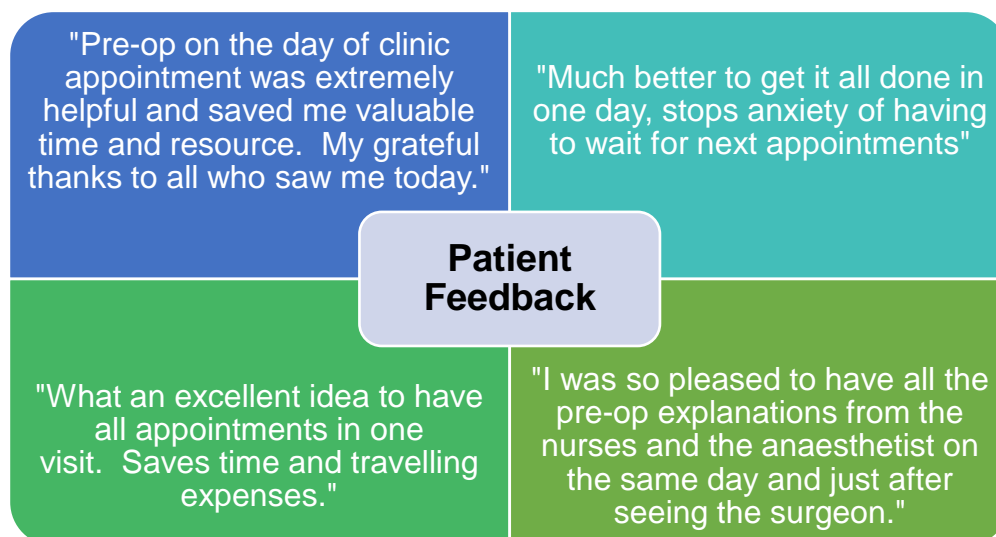 "Pre-op on the day of clinic
appointment was extremely
helpful and saved me valuable
time and resource.  My grateful
thanks to all who saw me today."
"Much better to get it all done in
one day, stops anxiety of having
to wait for next appointments"
Patient
Feedback
"What an excellent idea to have
all appointments in one
visit.  Saves time and travelling
expenses."
"I was so pleased to have all the
pre-op explanations from the
nurses and the anaesthetist on
the same day and just after
seeing the surgeon."